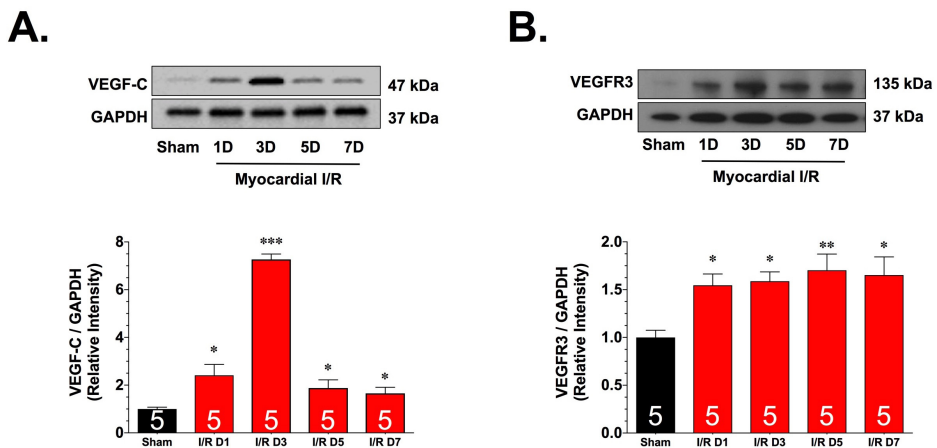 A.
VEGF-C
47 kDa
GAPDH
37 kDa
Sham 1D 3D 5D 7D
Myocardial I/R
VEGF-C / GAPDH
(Relative Intensity)
8
6
4
2
0
*
***
*
*
5 5 5 5 5
Sham I/R D1 I/R D3 I/R D5 I/R D7
B.
VEGFR3
135 kDa
GAPDH
37 kDa
Sham 1D 3D 5D 7D
Myocardial I/R
VEGFR3 / GAPDH
(Relative Intensity)
2.0
1.5
1.0
0.5
0.0
*
*
**
*
5 5 5 5 5
Sham I/R D1 I/R D3 I/R D5 I/R D7